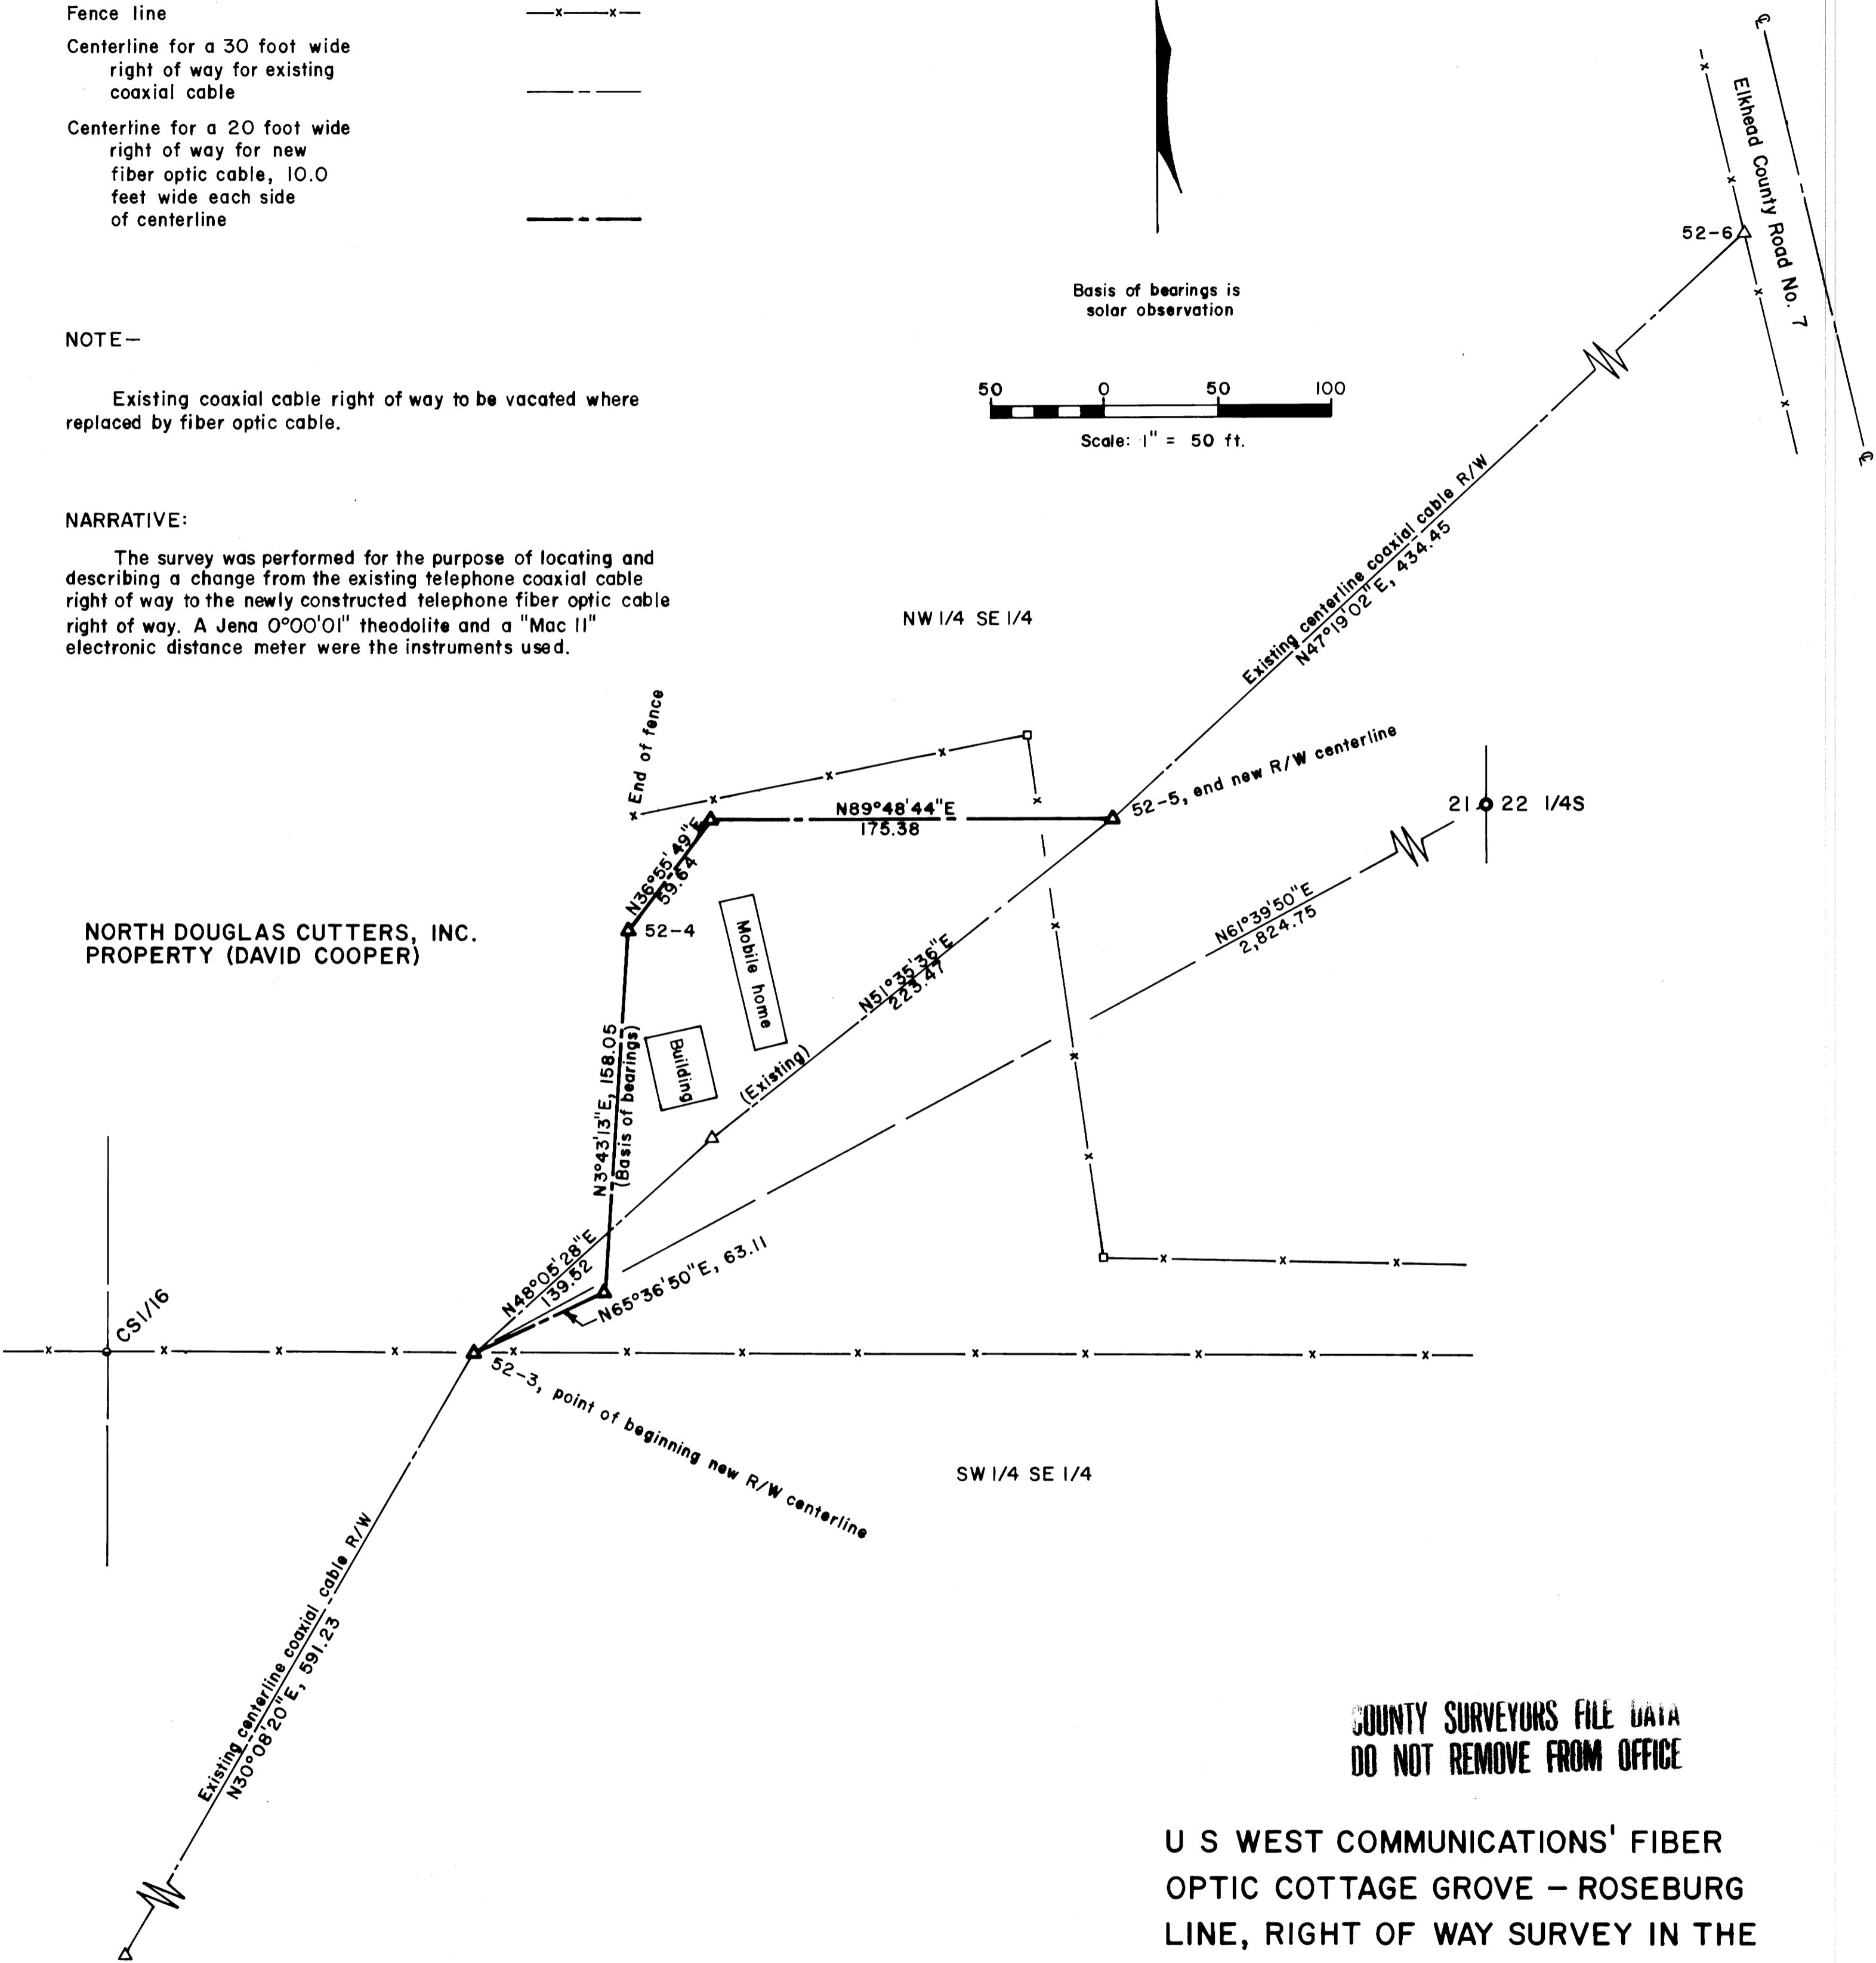 Fence line
Centerline for a 30 foot wide
right of way for existing
coaxial cable
Centerline for a 20 foot wide
right of way for new
fiber optic cable, 10.0
feet wide each side
of centerline
NOTE—
Existing coaxial cable right of way to be vacated where
replaced by fiber optic cable.
NARRATIVE:
The survey was performed for the purpose of locating and
describing a change from the existing telephone coaxial cable
right of way to the newly constructed telephone fiber optic cable
right of way. A Jena 0°00'01" theodolite and a "Mac II"
electronic distance meter were the instruments used.
Basis of bearings is
solar observation
50 0 50 100
Scale: 1" = 50 ft.
Elkhead County Road No. 7
52-6
Existing centerline coaxial cable R/W
N47°19'02"E, 434.45
NW 1/4 SE 1/4
End of fence
N89°48'44"E
175.38
52-5, end new R/W centerline
21 22 1/4S
N36°55'49"E
59.64
52-4
NORTH DOUGLAS CUTTERS, INC.
PROPERTY (DAVID COOPER)
Mobile home
Building
N51°35'36"E
223.47
(Existing)
N61°39'50"E
2,824.75
N3°43'13"E, 158.05
(Basis of bearings)
N48°05'28"E
139.52
N65°36'50"E, 63.11
CS1/16
52-3, point of beginning new R/W centerline
SW 1/4 SE 1/4
Existing centerline coaxial cable R/W
N30°08'20"E, 591.23
COUNTY SURVEYORS FILE DATA
DO NOT REMOVE FROM OFFICE
U S WEST COMMUNICATIONS' FIBER
OPTIC COTTAGE GROVE — ROSEBURG
LINE, RIGHT OF WAY SURVEY IN THE